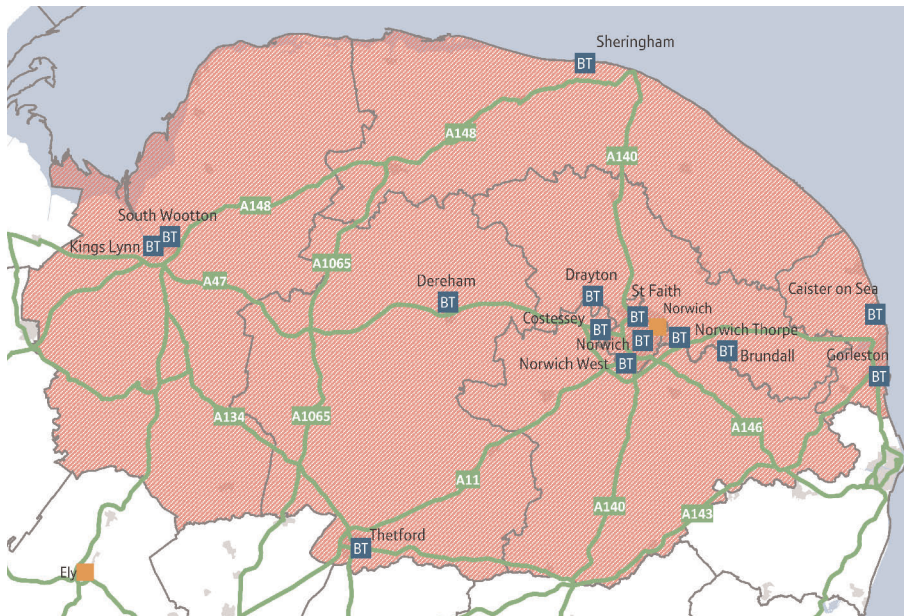 Sheringham
BT
A148
A140
South Wootton
A148
BT
Kings Lynn
BT
A1065
A47
Dereham
BT
Drayton
BT
St Faith
BT
Norwich
Caister on Sea
BT
Costessey
BT
Norwich
BT
BT
Norwich Thorpe
BT
Brundall
Norwich West
BT
Gorleston
BT
A134
A1065
A146
A11
A140
A143
Thetford
BT
Ely